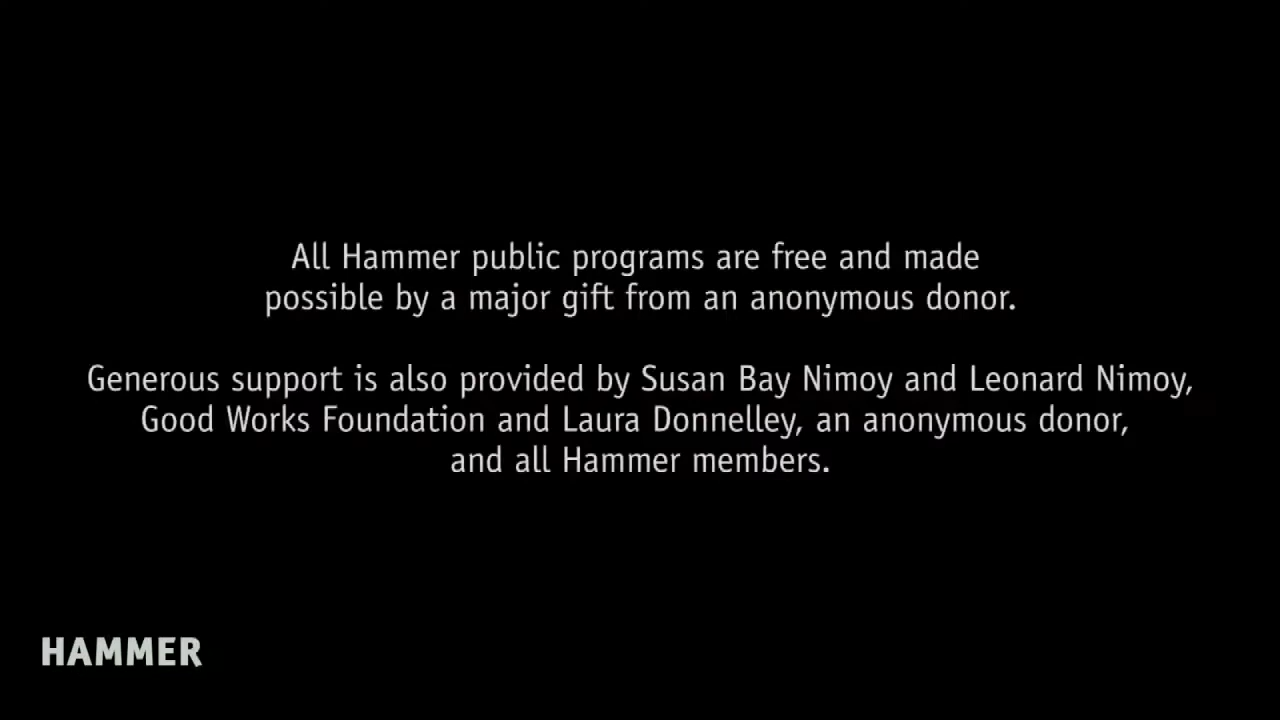 All Hammer public programs are free and made
possible by a major gift from an anonymous donor.
Generous support is also provided by Susan Bay Nimoy and Leonard Nimoy,
Good Works Foundation and Laura Donnelley, an anonymous donor,
and all Hammer members.
HAMMER